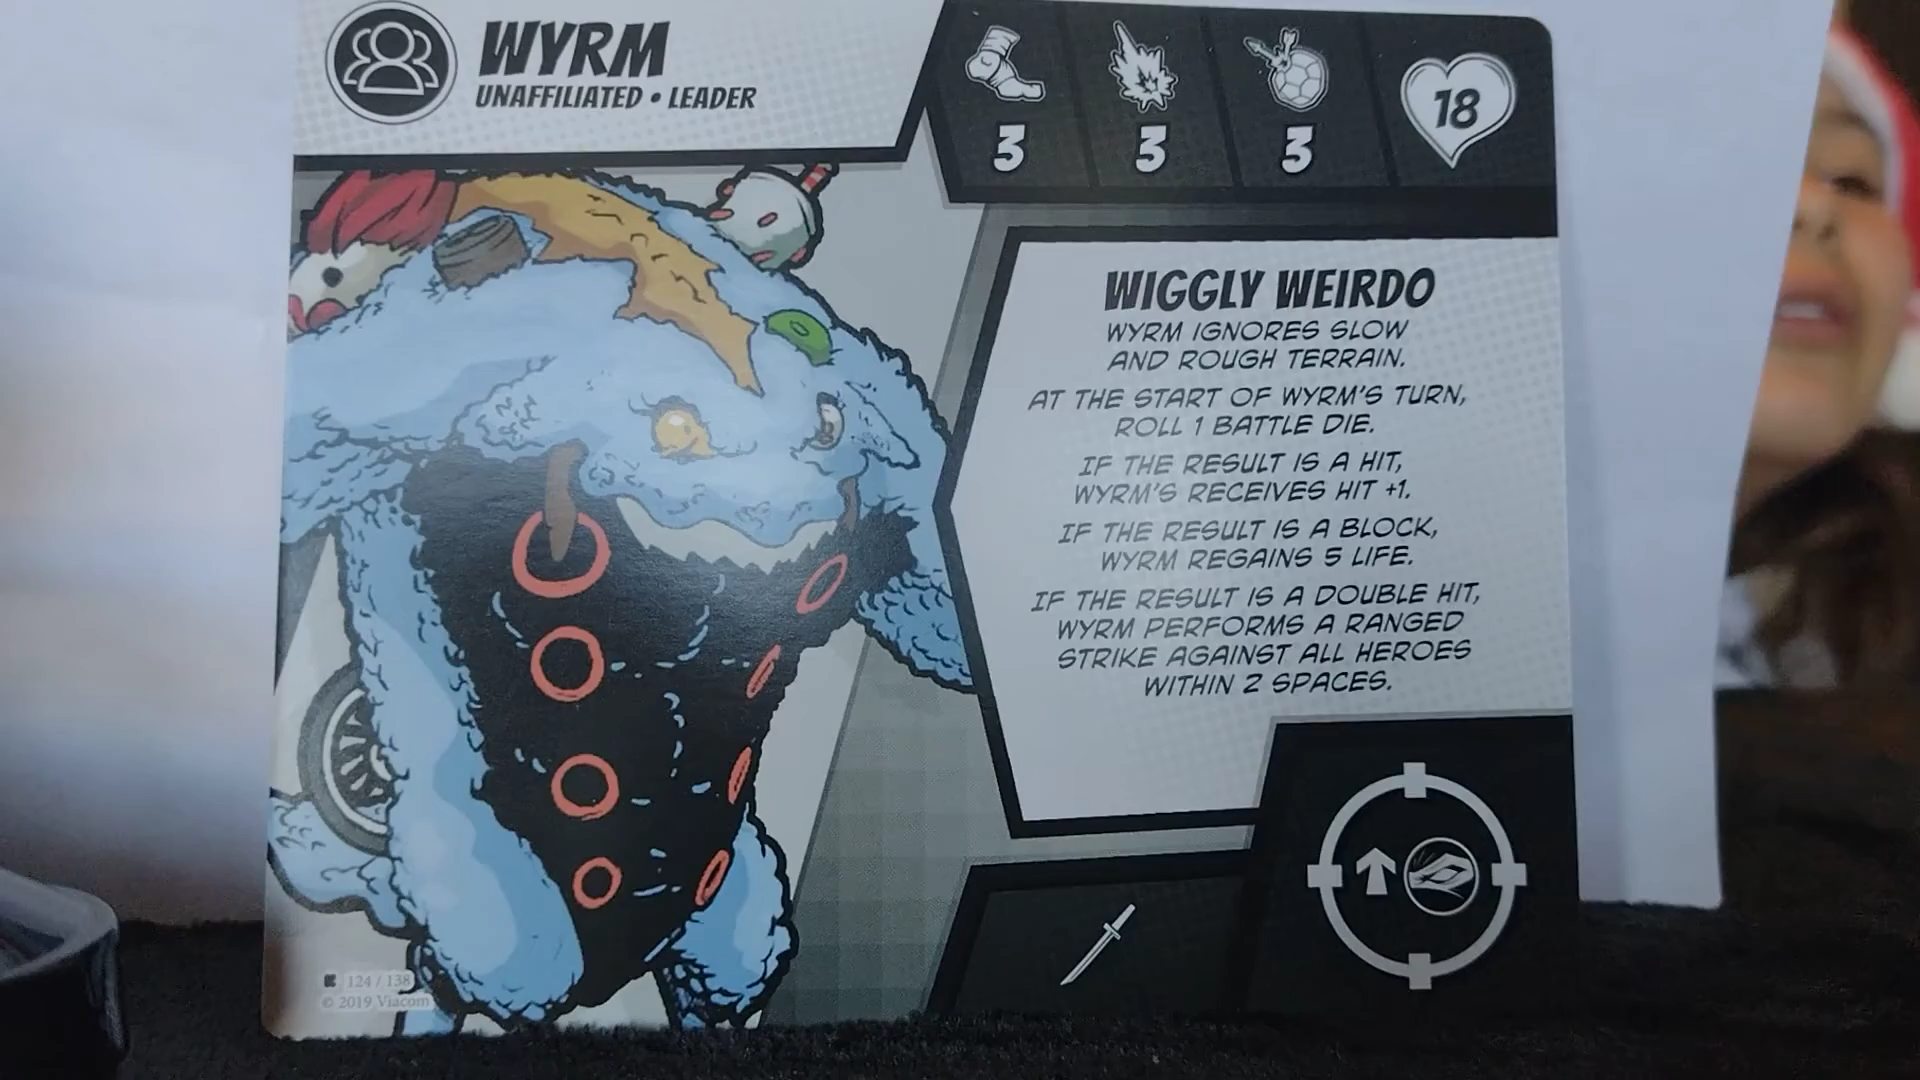 WYRM
UNAFFILIATED • LEADER
3
3
3
18
WIGGLY WEIRDO
WYRM IGNORES SLOW
AND ROUGH TERRAIN.
AT THE START OF WYRM'S TURN,
ROLL 1 BATTLE DIE.
IF THE RESULT IS A HIT,
WYRM'S RECEIVES HIT +1.
IF THE RESULT IS A BLOCK,
WYRM REGAINS 5 LIFE.
IF THE RESULT IS A DOUBLE HIT,
WYRM PERFORMS A RANGED
STRIKE AGAINST ALL HEROES
WITHIN 2 SPACES.
124 / 138
© 2019 Viacom